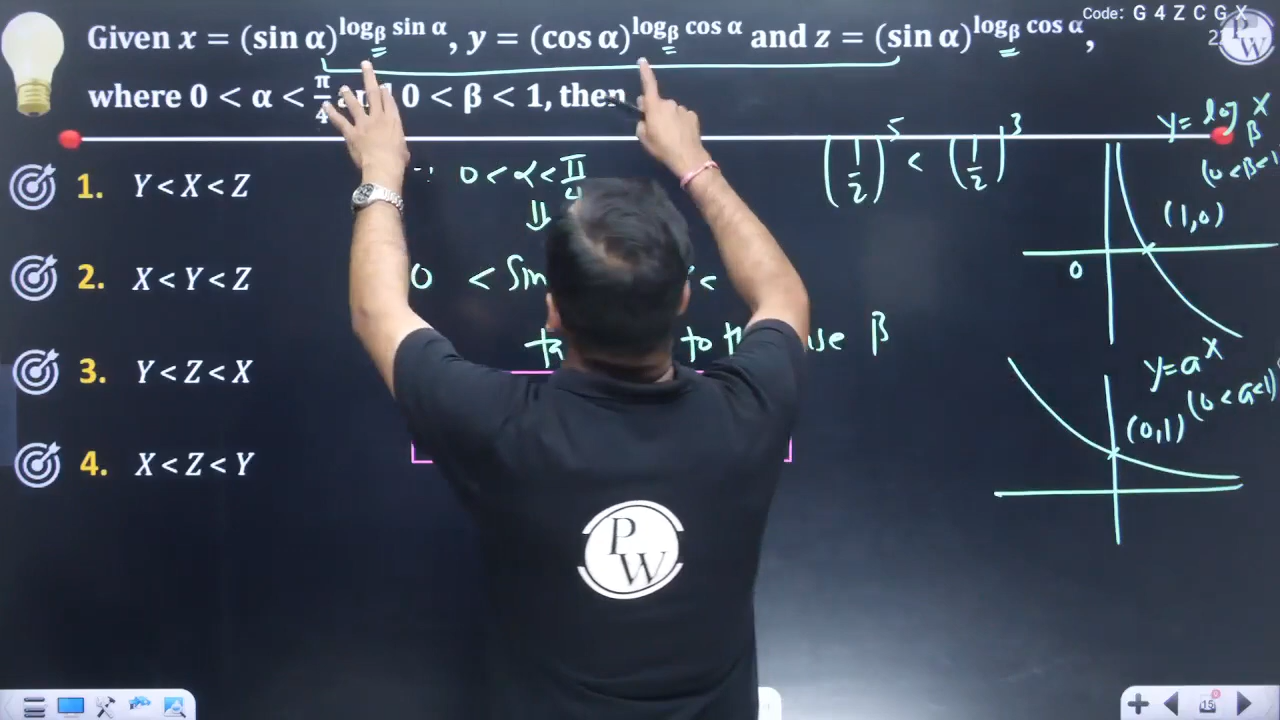 Code: G 4 Z C G X
Given x = (sin α)^{log_β sin α}, y = (cos α)^{log_β cos α} and z = (sin α)^{log_β cos α},
where 0 < α < π/4 and 0 < β < 1, then
1. Y < X < Z
2. X < Y < Z
3. Y < Z < X
4. X < Z < Y
∵ 0 < α < π/4
⇓
0 < Sin <
to β
(1/2)^5 < (1/2)^3
y = log_β x
(0 < β < 1
(1,0)
0
y = a^x
(0 < a < 1)
(0,1)
P W
P W
15